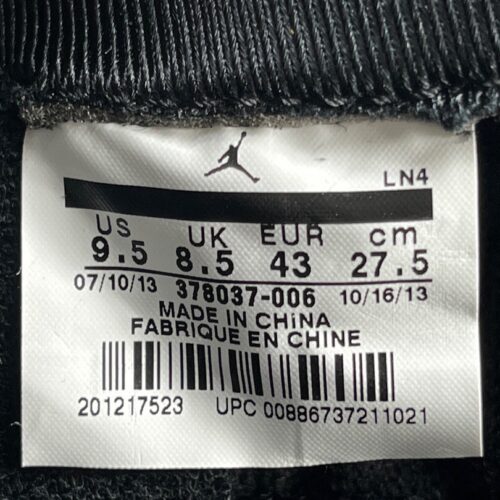 LN4
US UK EUR cm
9.5 8.5 43 27.5
07/10/13 378037-006 10/16/13
MADE IN CHINA
FABRIQUE EN CHINE
201217523 UPC 00886737211021